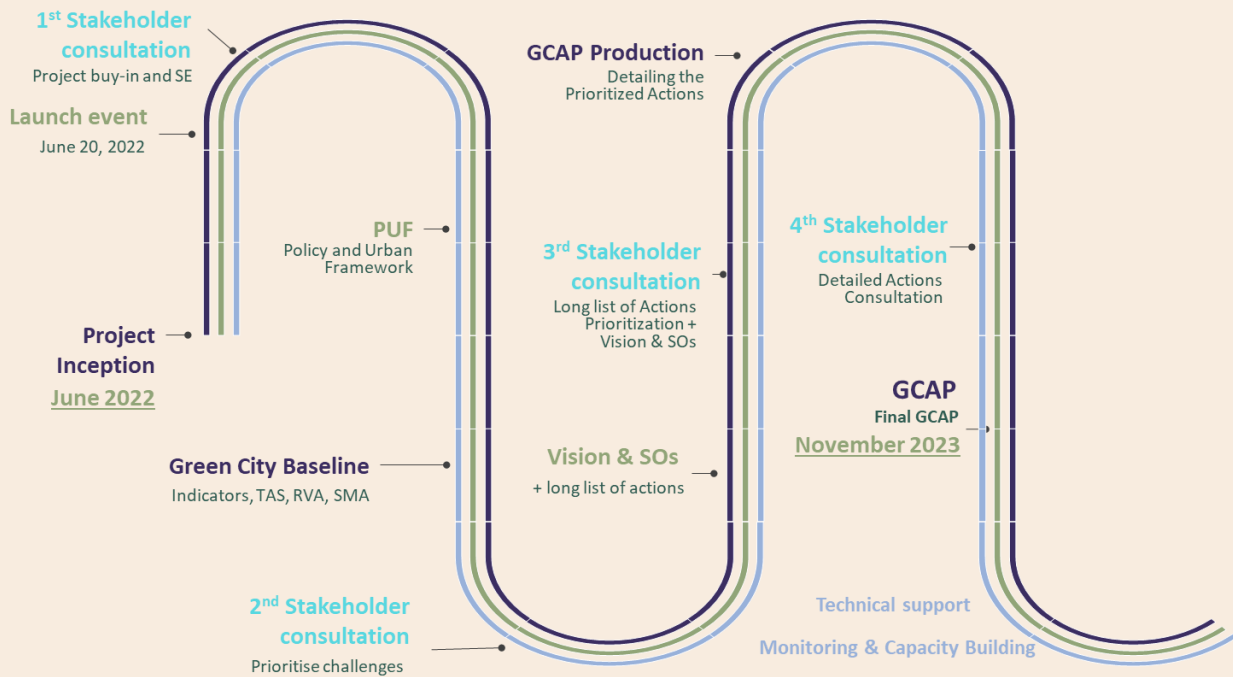 1st Stakeholder
consultation
Project buy-in and SE
Launch event
June 20, 2022
Project
Inception
June 2022
PUF
Policy and Urban
Framework
Green City Baseline
Indicators, TAS, RVA, SMA
2nd Stakeholder
consultation
Prioritise challenges
GCAP Production
Detailing the
Prioritized Actions
3rd Stakeholder
consultation
Long list of Actions
Prioritization +
Vision & SOs
Vision & SOs
+ long list of actions
4th Stakeholder
consultation
Detailed Actions
Consultation
GCAP
Final GCAP
November 2023
Technical support
Monitoring & Capacity Building